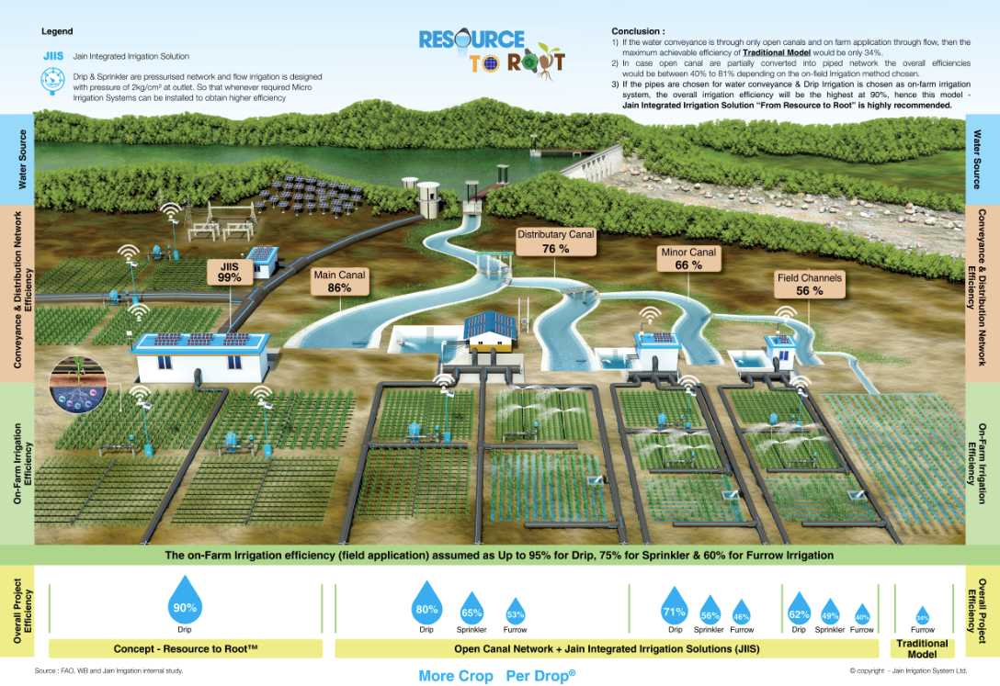 Legend
JIIS Jain Integrated Irrigation Solution
Drip & Sprinkler are pressurised network and flow irrigation is designed
with pressure of 2kg/cm² at outlet. So that whenever required Micro
Irrigation Systems can be installed to obtain higher efficiency
RESOURCE
TO ROOT
Conclusion :
1) If the water conveyance is through only open canals and on farm application through flow, then the
maximum achievable efficiency of Traditional Model would be only 34%.
2) In case open canal are partially converted into piped network the overall efficiencies
would be between 40% to 81% depending on the on-field Irrigation method chosen.
3) If the pipes are chosen for water conveyance & Drip Irrigation is chosen as on-farm irrigation
system, the overall irrigation efficiency will be the highest at 90%, hence this model -
Jain Integrated Irrigation Solution “From Resource to Root” is highly recommended.
Water Source
Water Source
Conveyance & Distribution Network
Efficiency
Conveyance & Distribution Network
Efficiency
JIIS
99%
Main Canal
86%
Distributary Canal
76 %
Minor Canal
66 %
Field Channels
56 %
On-Farm Irrigation
Efficiency
On-Farm Irrigation
Efficiency
The on-Farm Irrigation efficiency (field application) assumed as Up to 95% for Drip, 75% for Sprinkler & 60% for Furrow Irrigation
Overall Project
Efficiency
Overall Project
Efficiency
90%
Drip
80% 65% 53%
Drip Sprinkler Furrow
71% 56% 46%
Drip Sprinkler Furrow
62% 49% 40%
Drip Sprinkler Furrow
34%
Furrow
Concept - Resource to Root™
Open Canal Network + Jain Integrated Irrigation Solutions (JIIS)
Traditional
Model
Source : FAO, WB and Jain Irrigation internal study.
More Crop Per Drop®
© copyright - Jain Irrigation System Ltd.